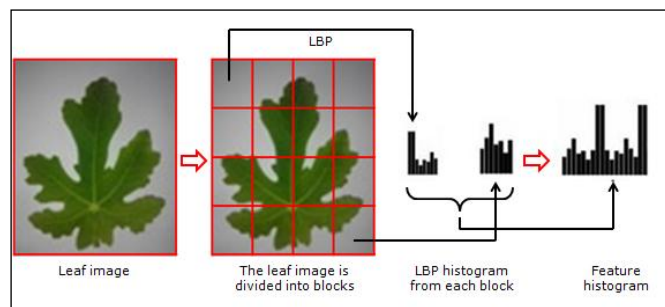 LBP
Leaf image
The leaf image is
divided into blocks
LBP histogram
from each block
Feature
histogram